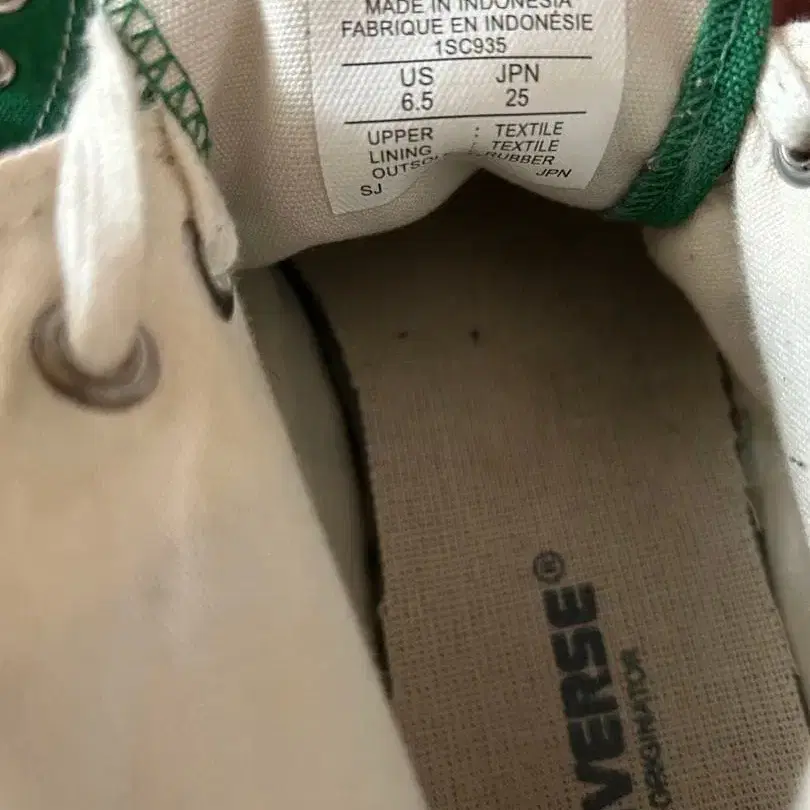 MADE IN INDONESIA
FABRIQUE EN INDONÉSIE
1SC935
US JPN
6.5 25
UPPER : TEXTILE
LINING : TEXTILE
RUBBER
SJ JPN
VERSE®
ORIGINATOR